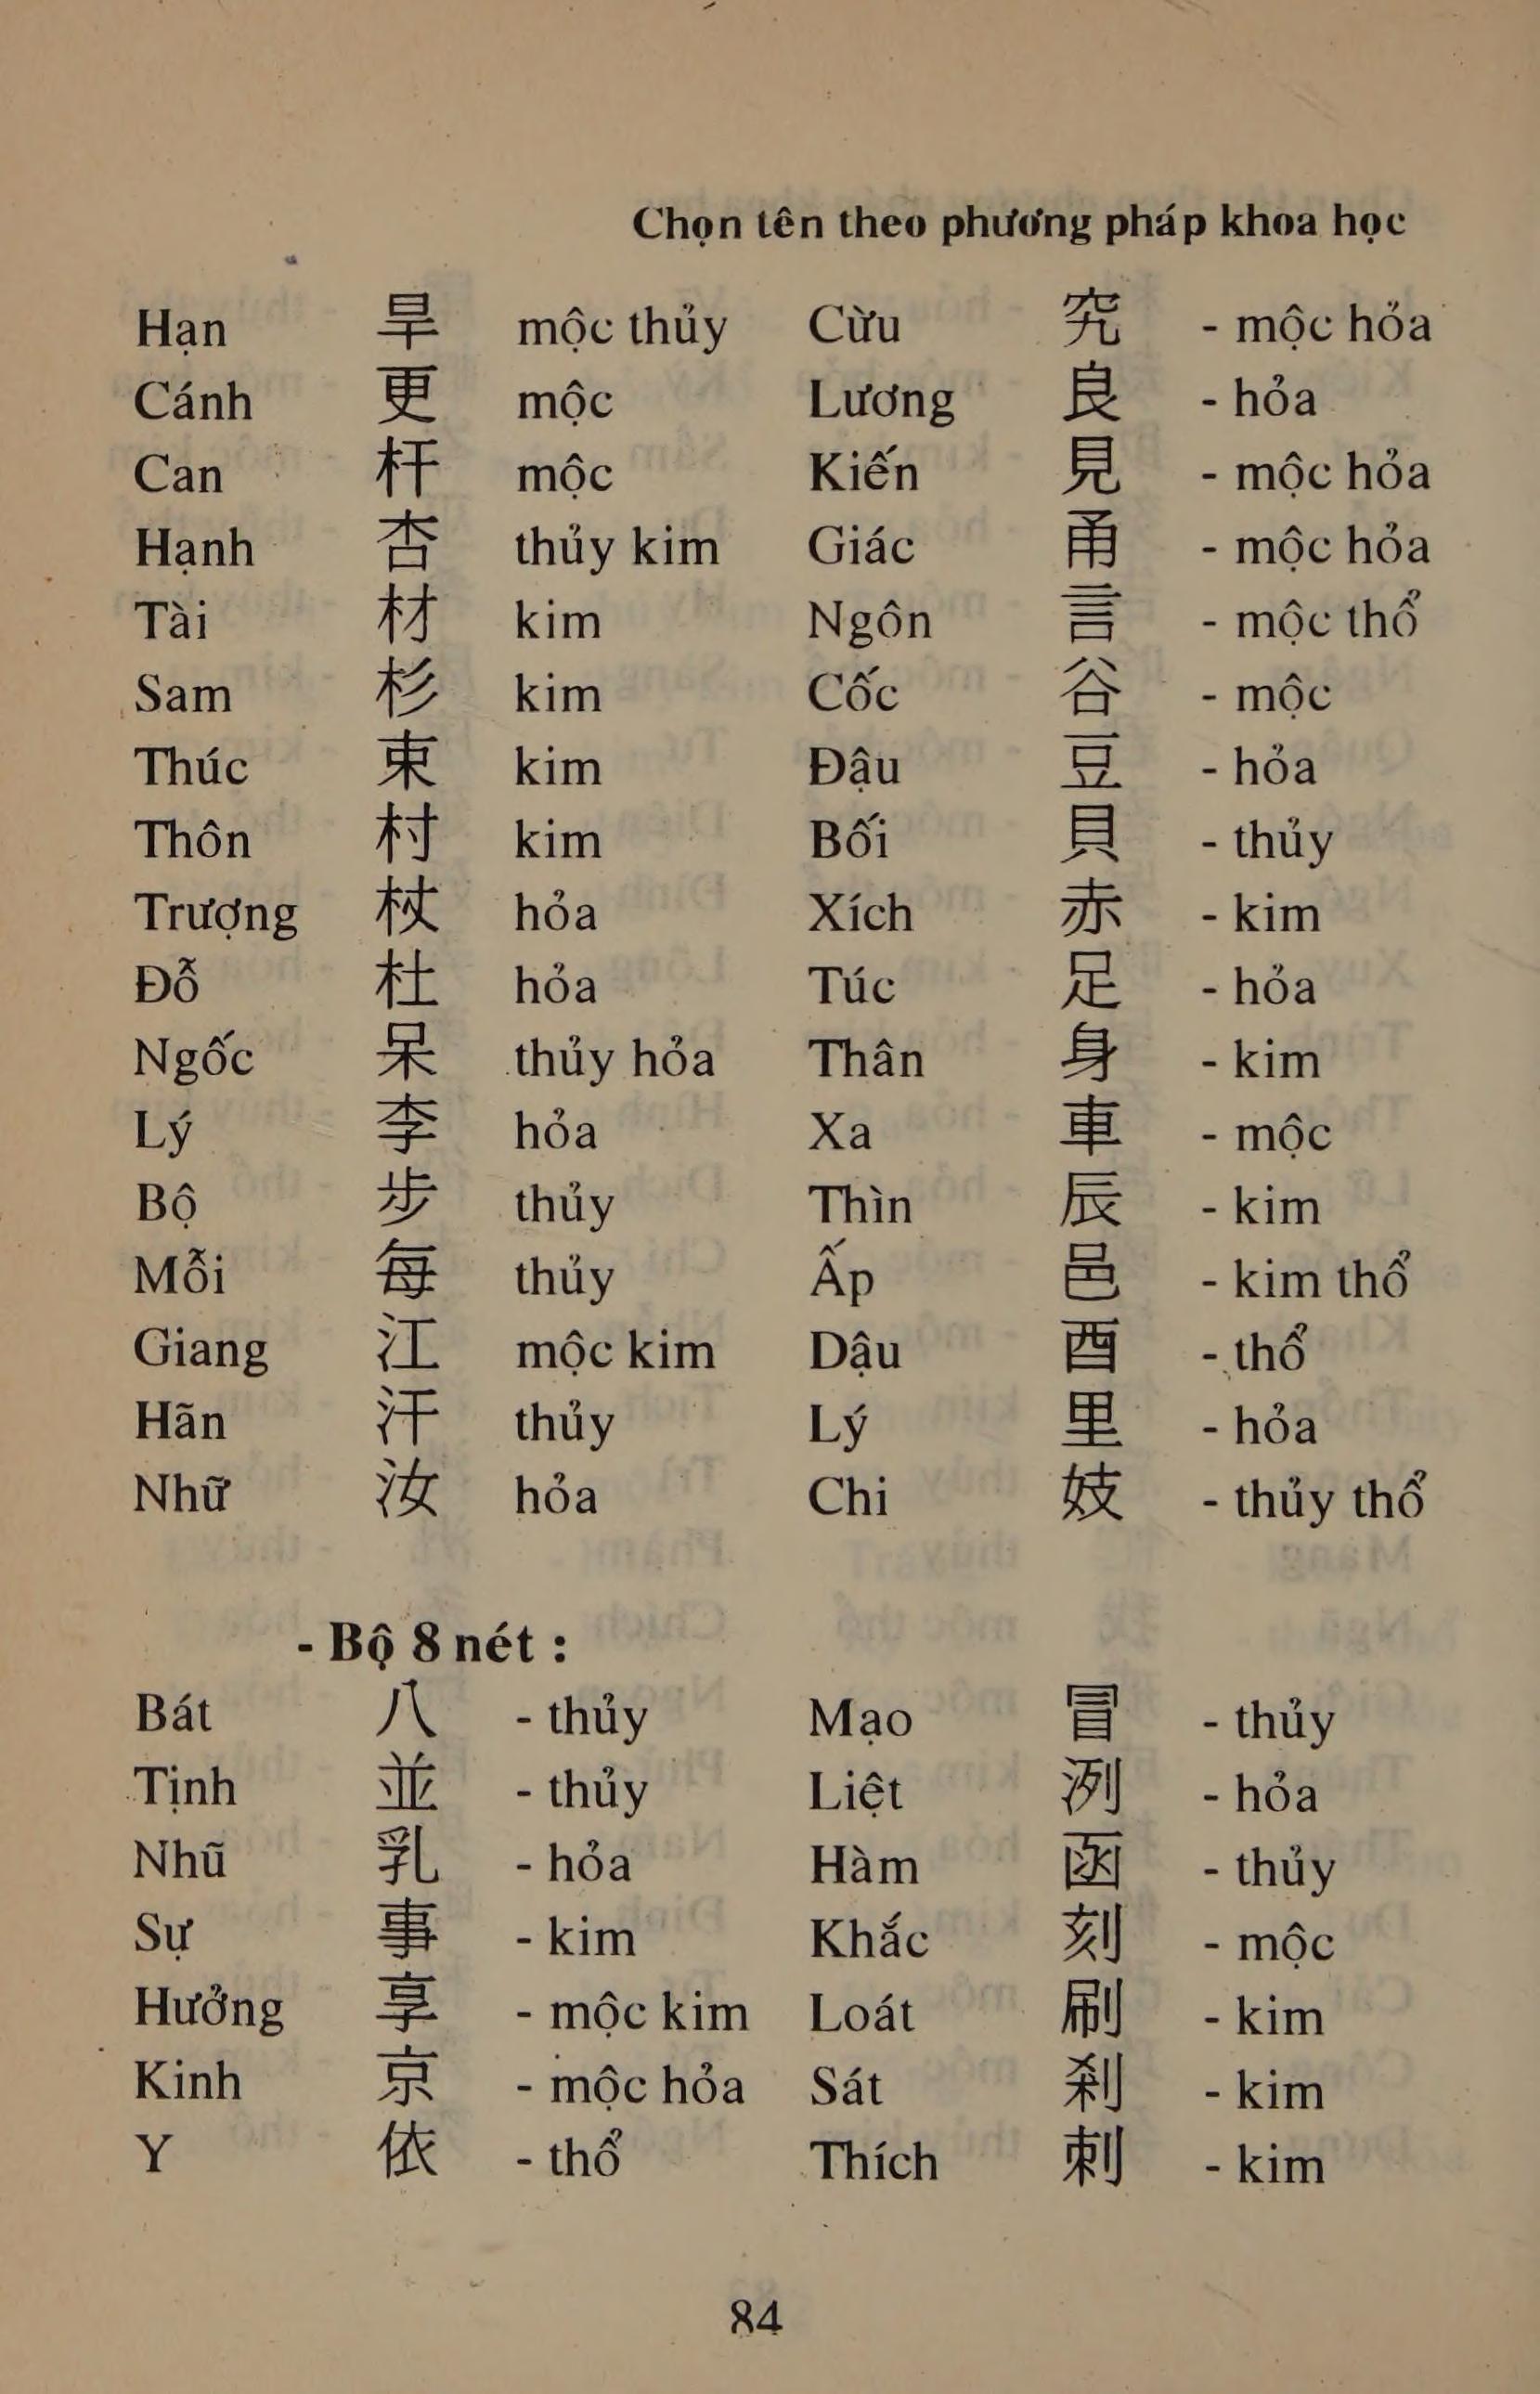 Chọn tên theo phương pháp khoa học
Hạn 旱 mộc thủy Cừu 究 - mộc hỏa
Cánh 更 mộc Lương 良 - hỏa
Can 杆 mộc Kiến 見 - mộc hỏa
Hạnh 杏 thủy kim Giác 甬 - mộc hỏa
Tài 材 kim Ngôn 言 - mộc thổ
Sam 杉 kim Cốc 谷 - mộc
Thúc 束 kim Đậu 豆 - hỏa
Thôn 村 kim Bối 貝 - thủy
Trượng 杖 hỏa Xích 赤 - kim
Đỗ 杜 hỏa Túc 足 - hỏa
Ngốc 呆 thủy hỏa Thân 身 - kim
Lý 李 hỏa Xa 車 - mộc
Bộ 步 thủy Thìn 辰 - kim
Mỗi 每 thủy Ấp 邑 - kim thổ
Giang 江 mộc kim Dậu 酉 - thổ
Hãn 汗 thủy Lý 里 - hỏa
Nhữ 汝 hỏa Chi 妓 - thủy thổ
- Bộ 8 nét :
Bát 八 - thủy Mạo 冒 - thủy
Tịnh 並 - thủy Liệt 冽 - hỏa
Nhũ 乳 - hỏa Hàm 函 - thủy
Sự 事 - kim Khắc 刻 - mộc
Hưởng 享 - mộc kim Loát 刷 - kim
Kinh 京 - mộc hỏa Sát 刹 - kim
Y 依 - thổ Thích 刺 - kim
84